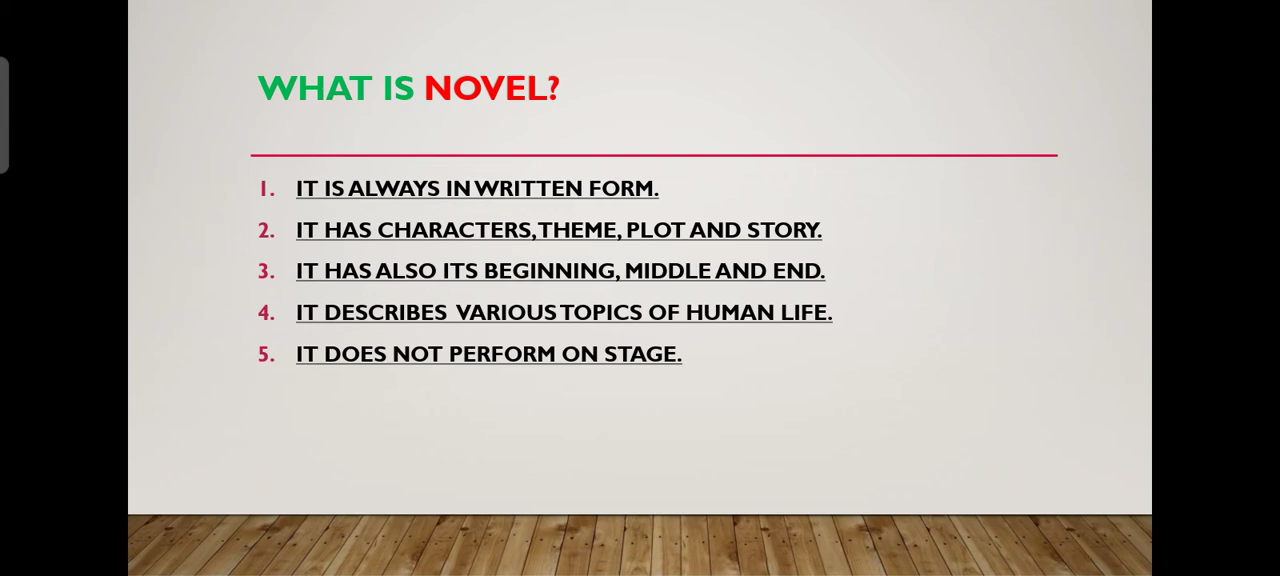 WHAT IS NOVEL?
1. IT IS ALWAYS IN WRITTEN FORM.
2. IT HAS CHARACTERS, THEME, PLOT AND STORY.
3. IT HAS ALSO ITS BEGINNING, MIDDLE AND END.
4. IT DESCRIBES VARIOUS TOPICS OF HUMAN LIFE.
5. IT DOES NOT PERFORM ON STAGE.